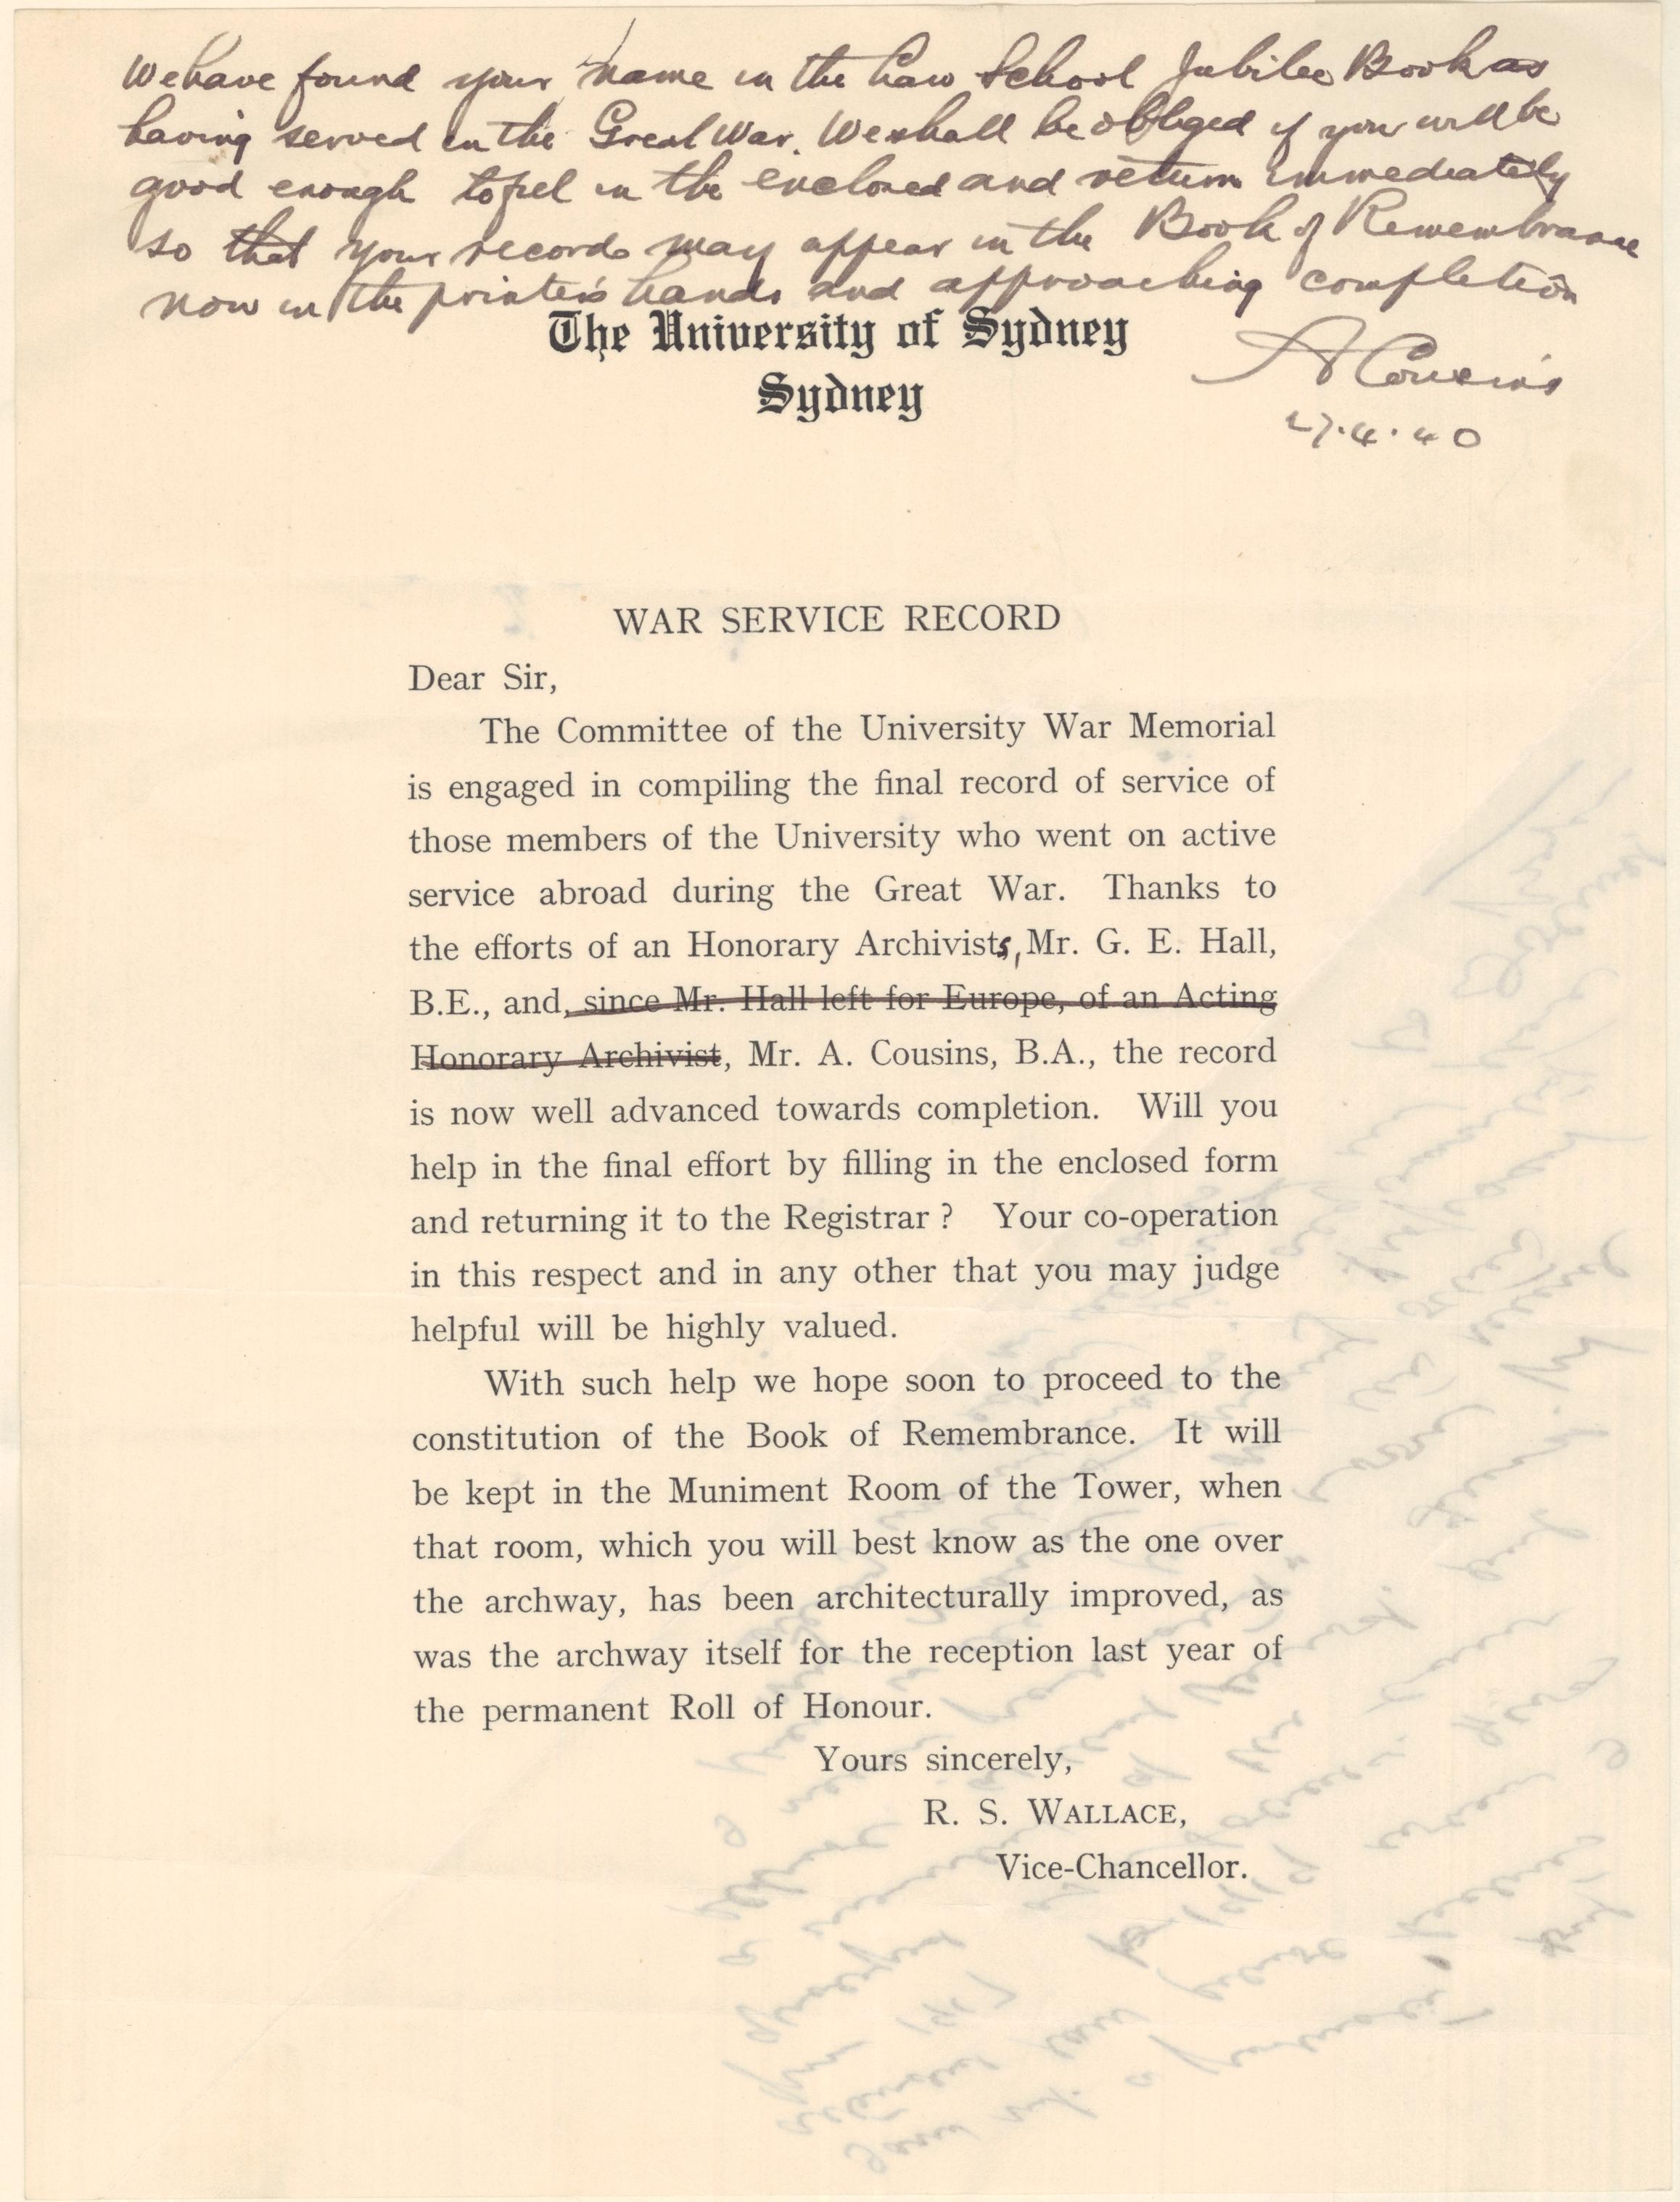 We have found your name in the Law School Jubilee Book as
having served in the Great War. We shall be obliged if you will be
good enough to fill in the enclosed and return immediately
so that your records may appear in the Book of Remembrance
now in the printer's hands and approaching completion
The University of Sydney
Sydney
A Cousins
27.4.40
WAR SERVICE RECORD
Dear Sir,
The Committee of the University War Memorial
is engaged in compiling the final record of service of
those members of the University who went on active
service abroad during the Great War. Thanks to
the efforts of an Honorary Archivists, Mr. G. E. Hall,
B.E., and, since Mr. Hall left for Europe, of an Acting
Honorary Archivist, Mr. A. Cousins, B.A., the record
is now well advanced towards completion. Will you
help in the final effort by filling in the enclosed form
and returning it to the Registrar ? Your co-operation
in this respect and in any other that you may judge
helpful will be highly valued.
With such help we hope soon to proceed to the
constitution of the Book of Remembrance. It will
be kept in the Muniment Room of the Tower, when
that room, which you will best know as the one over
the archway, has been architecturally improved, as
was the archway itself for the reception last year of
the permanent Roll of Honour.
Yours sincerely,
R. S. WALLACE,
Vice-Chancellor.